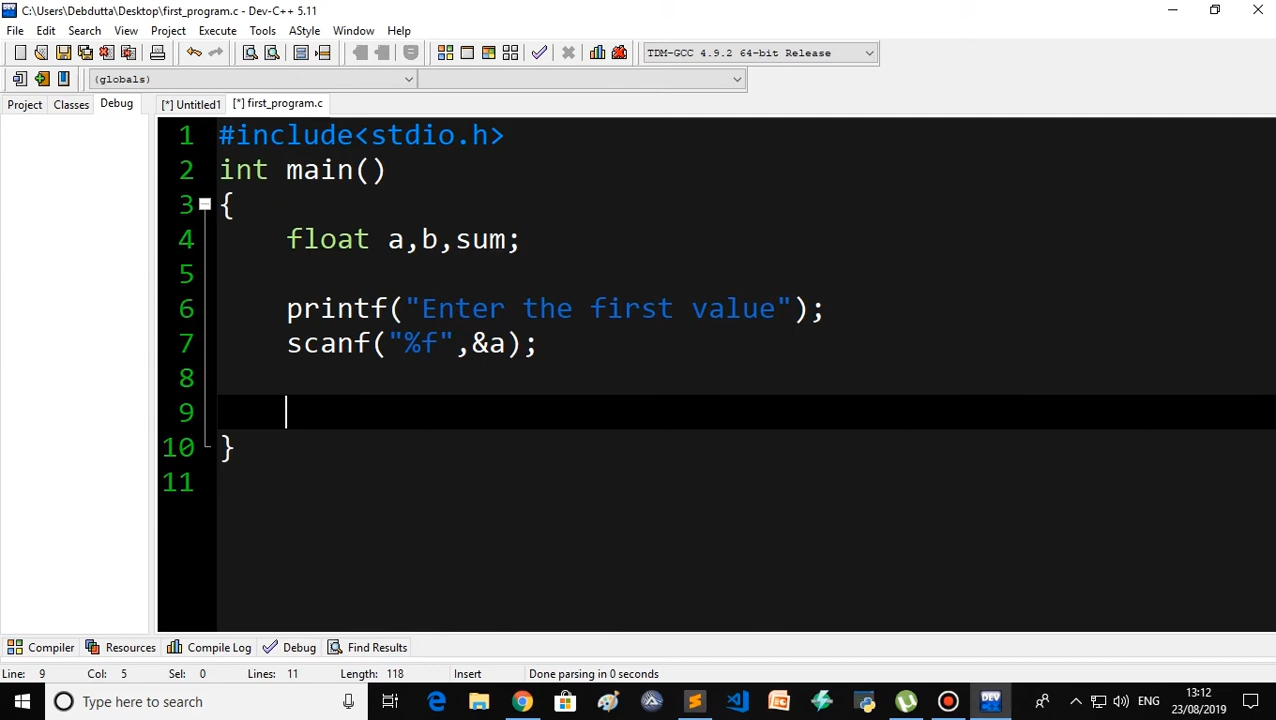 C:\Users\Debdutta\Desktop\first_program.c - Dev-C++ 5.11
File Edit Search View Project Execute Tools AStyle Window Help
TDM-GCC 4.9.2 64-bit Release
(globals)
Project Classes Debug [*] Untitled1 [*] first_program.c
1 #include<stdio.h>
2 int main()
3 {
4 float a,b,sum;
5
6 printf("Enter the first value");
7 scanf("%f",&a);
8
9
10 }
11
Compiler Resources Compile Log Debug Find Results
Line: 9 Col: 5 Sel: 0 Lines: 11 Length: 118 Insert Done parsing in 0 seconds
DEV
Type here to search ENG 13:12
23/08/2019